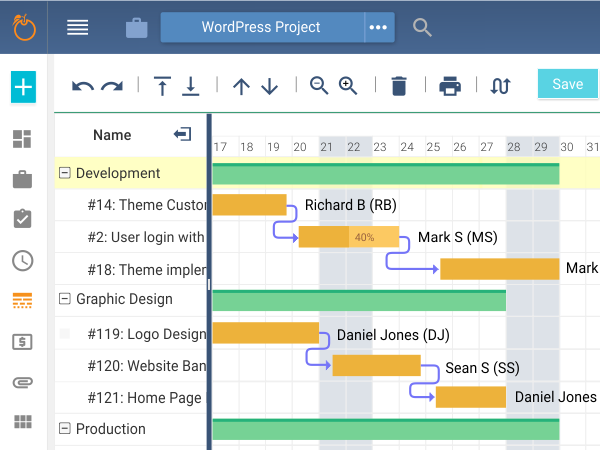 WordPress Project
Save
Name
17 18 19 20 21 22 23 24 25 26 27 28 29 30 31
Development
#14: Theme Custo Richard B (RB)
#2: User login with 40% Mark S (MS)
#18: Theme impler Mark
Graphic Design
#119: Logo Design Daniel Jones (DJ)
#120: Website Ban Sean S (SS)
#121: Home Page Daniel Jones
Production